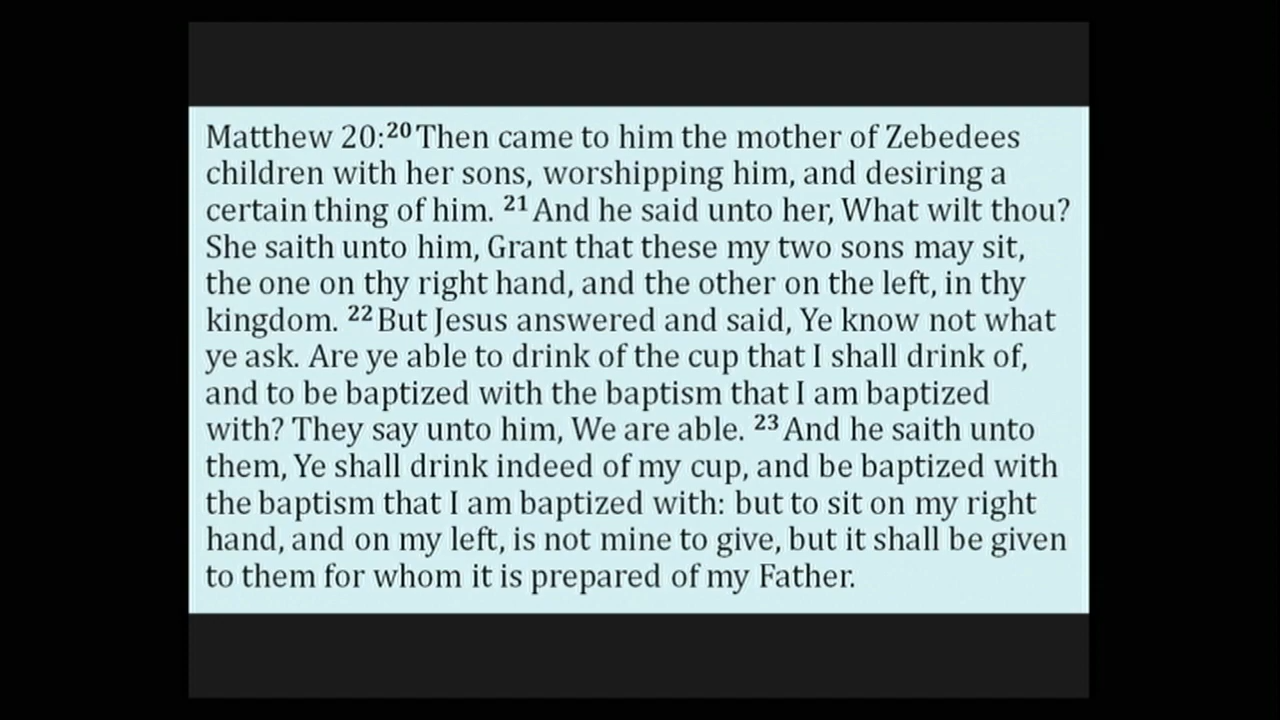 Matthew 20:²⁰ Then came to him the mother of Zebedees
children with her sons, worshipping him, and desiring a
certain thing of him. ²¹ And he said unto her, What wilt thou?
She saith unto him, Grant that these my two sons may sit,
the one on thy right hand, and the other on the left, in thy
kingdom. ²² But Jesus answered and said, Ye know not what
ye ask. Are ye able to drink of the cup that I shall drink of,
and to be baptized with the baptism that I am baptized
with? They say unto him, We are able. ²³ And he saith unto
them, Ye shall drink indeed of my cup, and be baptized with
the baptism that I am baptized with: but to sit on my right
hand, and on my left, is not mine to give, but it shall be given
to them for whom it is prepared of my Father.